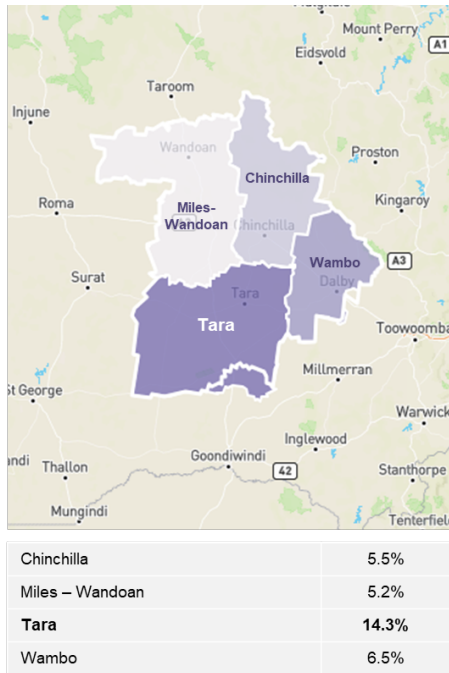 Mount Perry
A1
Eidsvold
Taroom
Injune
Wandoan
Proston
Chinchilla
Miles-
Wandoan
Kingaroy
Roma
Chinchilla
Wambo
A3
Dalby
Surat
Tara
Tara
Toowoomba
Millmerran
St George
Warwick
Inglewood
Goondiwindi
ndi
Thallon
42
Stanthorpe
Mungindi
Tenterfiel
Chinchilla 5.5%
Miles – Wandoan 5.2%
Tara 14.3%
Wambo 6.5%